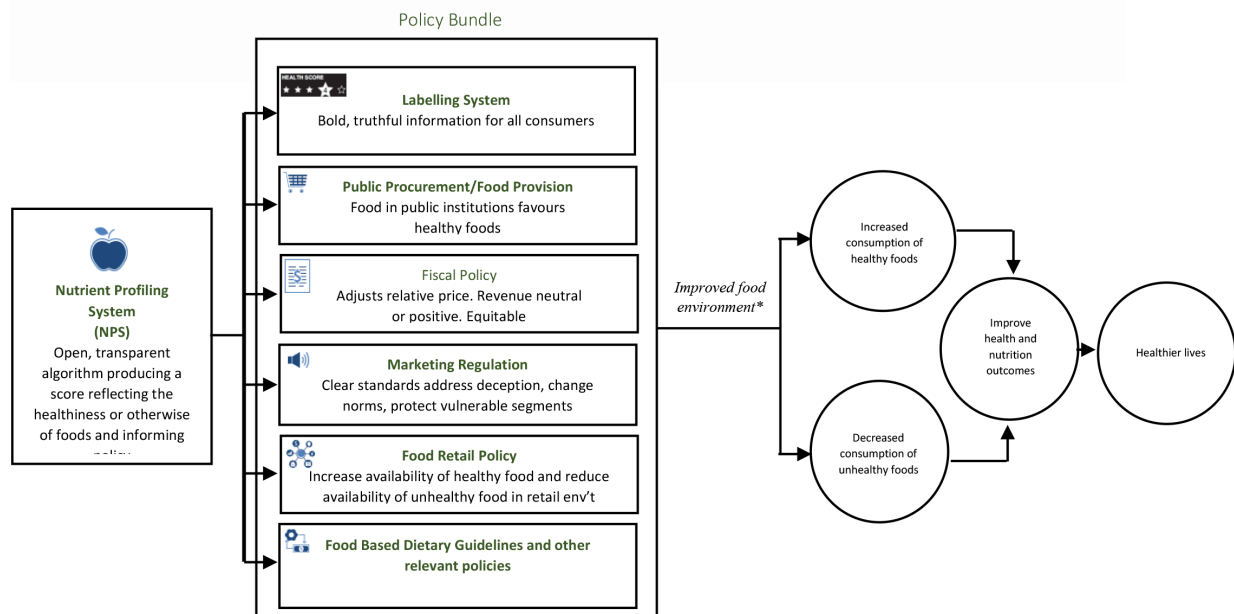 Policy Bundle
HEALTH SCORE
4
Labelling System
Bold, truthful information for all consumers
Public Procurement/Food Provision
Food in public institutions favours
healthy foods
$
Fiscal Policy
Adjusts relative price. Revenue neutral
or positive. Equitable
Marketing Regulation
Clear standards address deception, change
norms, protect vulnerable segments
Food Retail Policy
Increase availability of healthy food and reduce
availability of unhealthy food in retail env’t
Food Based Dietary Guidelines and other
relevant policies
Nutrient Profiling
System
(NPS)
Open, transparent
algorithm producing a
score reflecting the
healthiness or otherwise
of foods and informing
policy
Improved food
environment*
Increased
consumption of
healthy foods
Decreased
consumption of
unhealthy foods
Improve
health and
nutrition
outcomes
Healthier lives